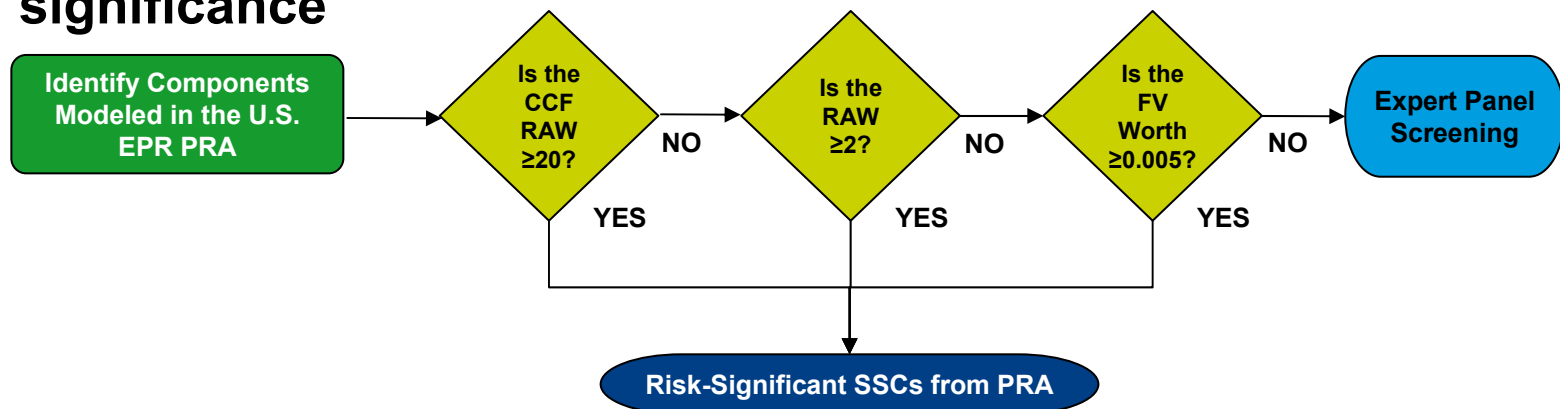 significance
Identify Components
Modeled in the U.S.
EPR PRA
Is the
CCF
RAW
≥20?
NO
YES
Is the
RAW
≥2?
NO
YES
Is the
FV
Worth
≥0.005?
NO
YES
Expert Panel
Screening
Risk-Significant SSCs from PRA